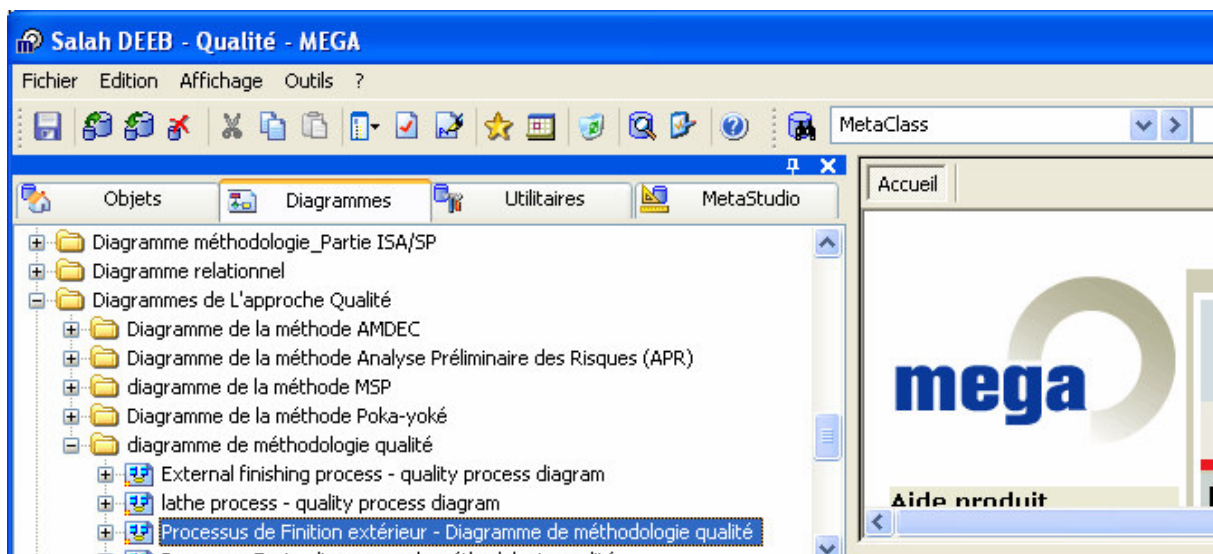 Salah DEEB - Qualité - MEGA
Fichier Edition Affichage Outils ?
MetaClass
Objets Diagrammes Utilitaires MetaStudio
Accueil
Diagramme méthodologie_Partie ISA/SP
Diagramme relationnel
Diagrammes de L'approche Qualité
Diagramme de la méthode AMDEC
Diagramme de la méthode Analyse Préliminaire des Risques (APR)
diagramme de la méthode MSP
Diagramme de la méthode Poka-yoké
diagramme de méthodologie qualité
External finishing process - quality process diagram
lathe process - quality process diagram
Processus de Finition extérieur - Diagramme de méthodologie qualité
mega
Aide produit